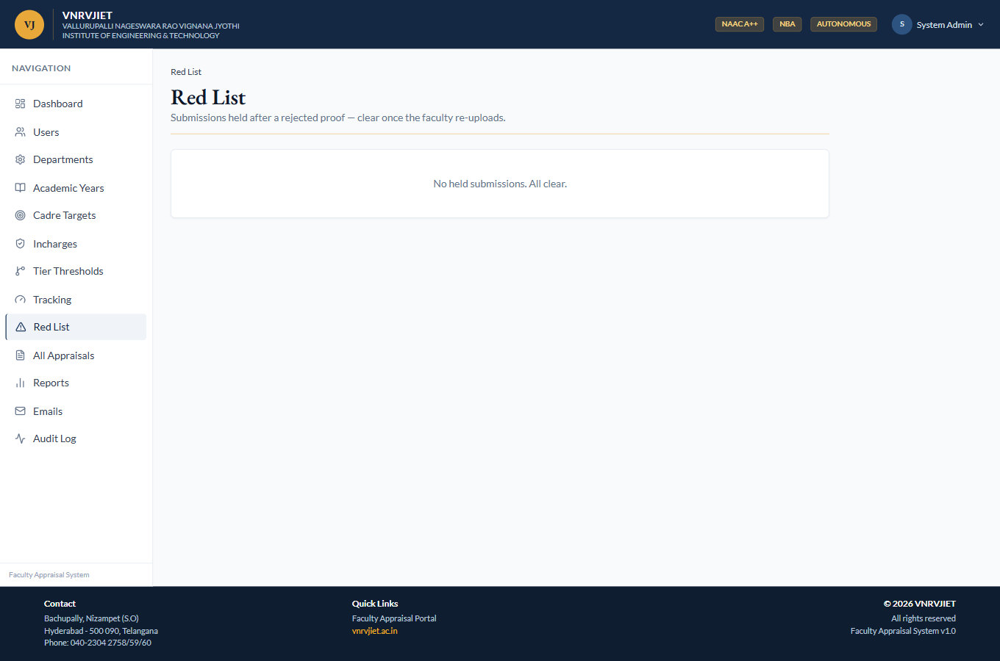 VJ
VNRVJIET
VALLURUPALLI NAGESWARA RAO VIGNANA JYOTHI
INSTITUTE OF ENGINEERING & TECHNOLOGY
NAAC A++
NBA
AUTONOMOUS
S
System Admin
NAVIGATION
Dashboard
Users
Departments
Academic Years
Cadre Targets
Incharges
Tier Thresholds
Tracking
Red List
All Appraisals
Reports
Emails
Audit Log
Faculty Appraisal System
Red List
Red List
Submissions held after a rejected proof — clear once the faculty re-uploads.
No held submissions. All clear.
Contact
Bachupally, Nizampet (S.O)
Hyderabad - 500 090, Telangana
Phone: 040-2304 2758/59/60
Quick Links
Faculty Appraisal Portal
vnrvjiet.ac.in
© 2026 VNRVJIET
All rights reserved
Faculty Appraisal System v1.0